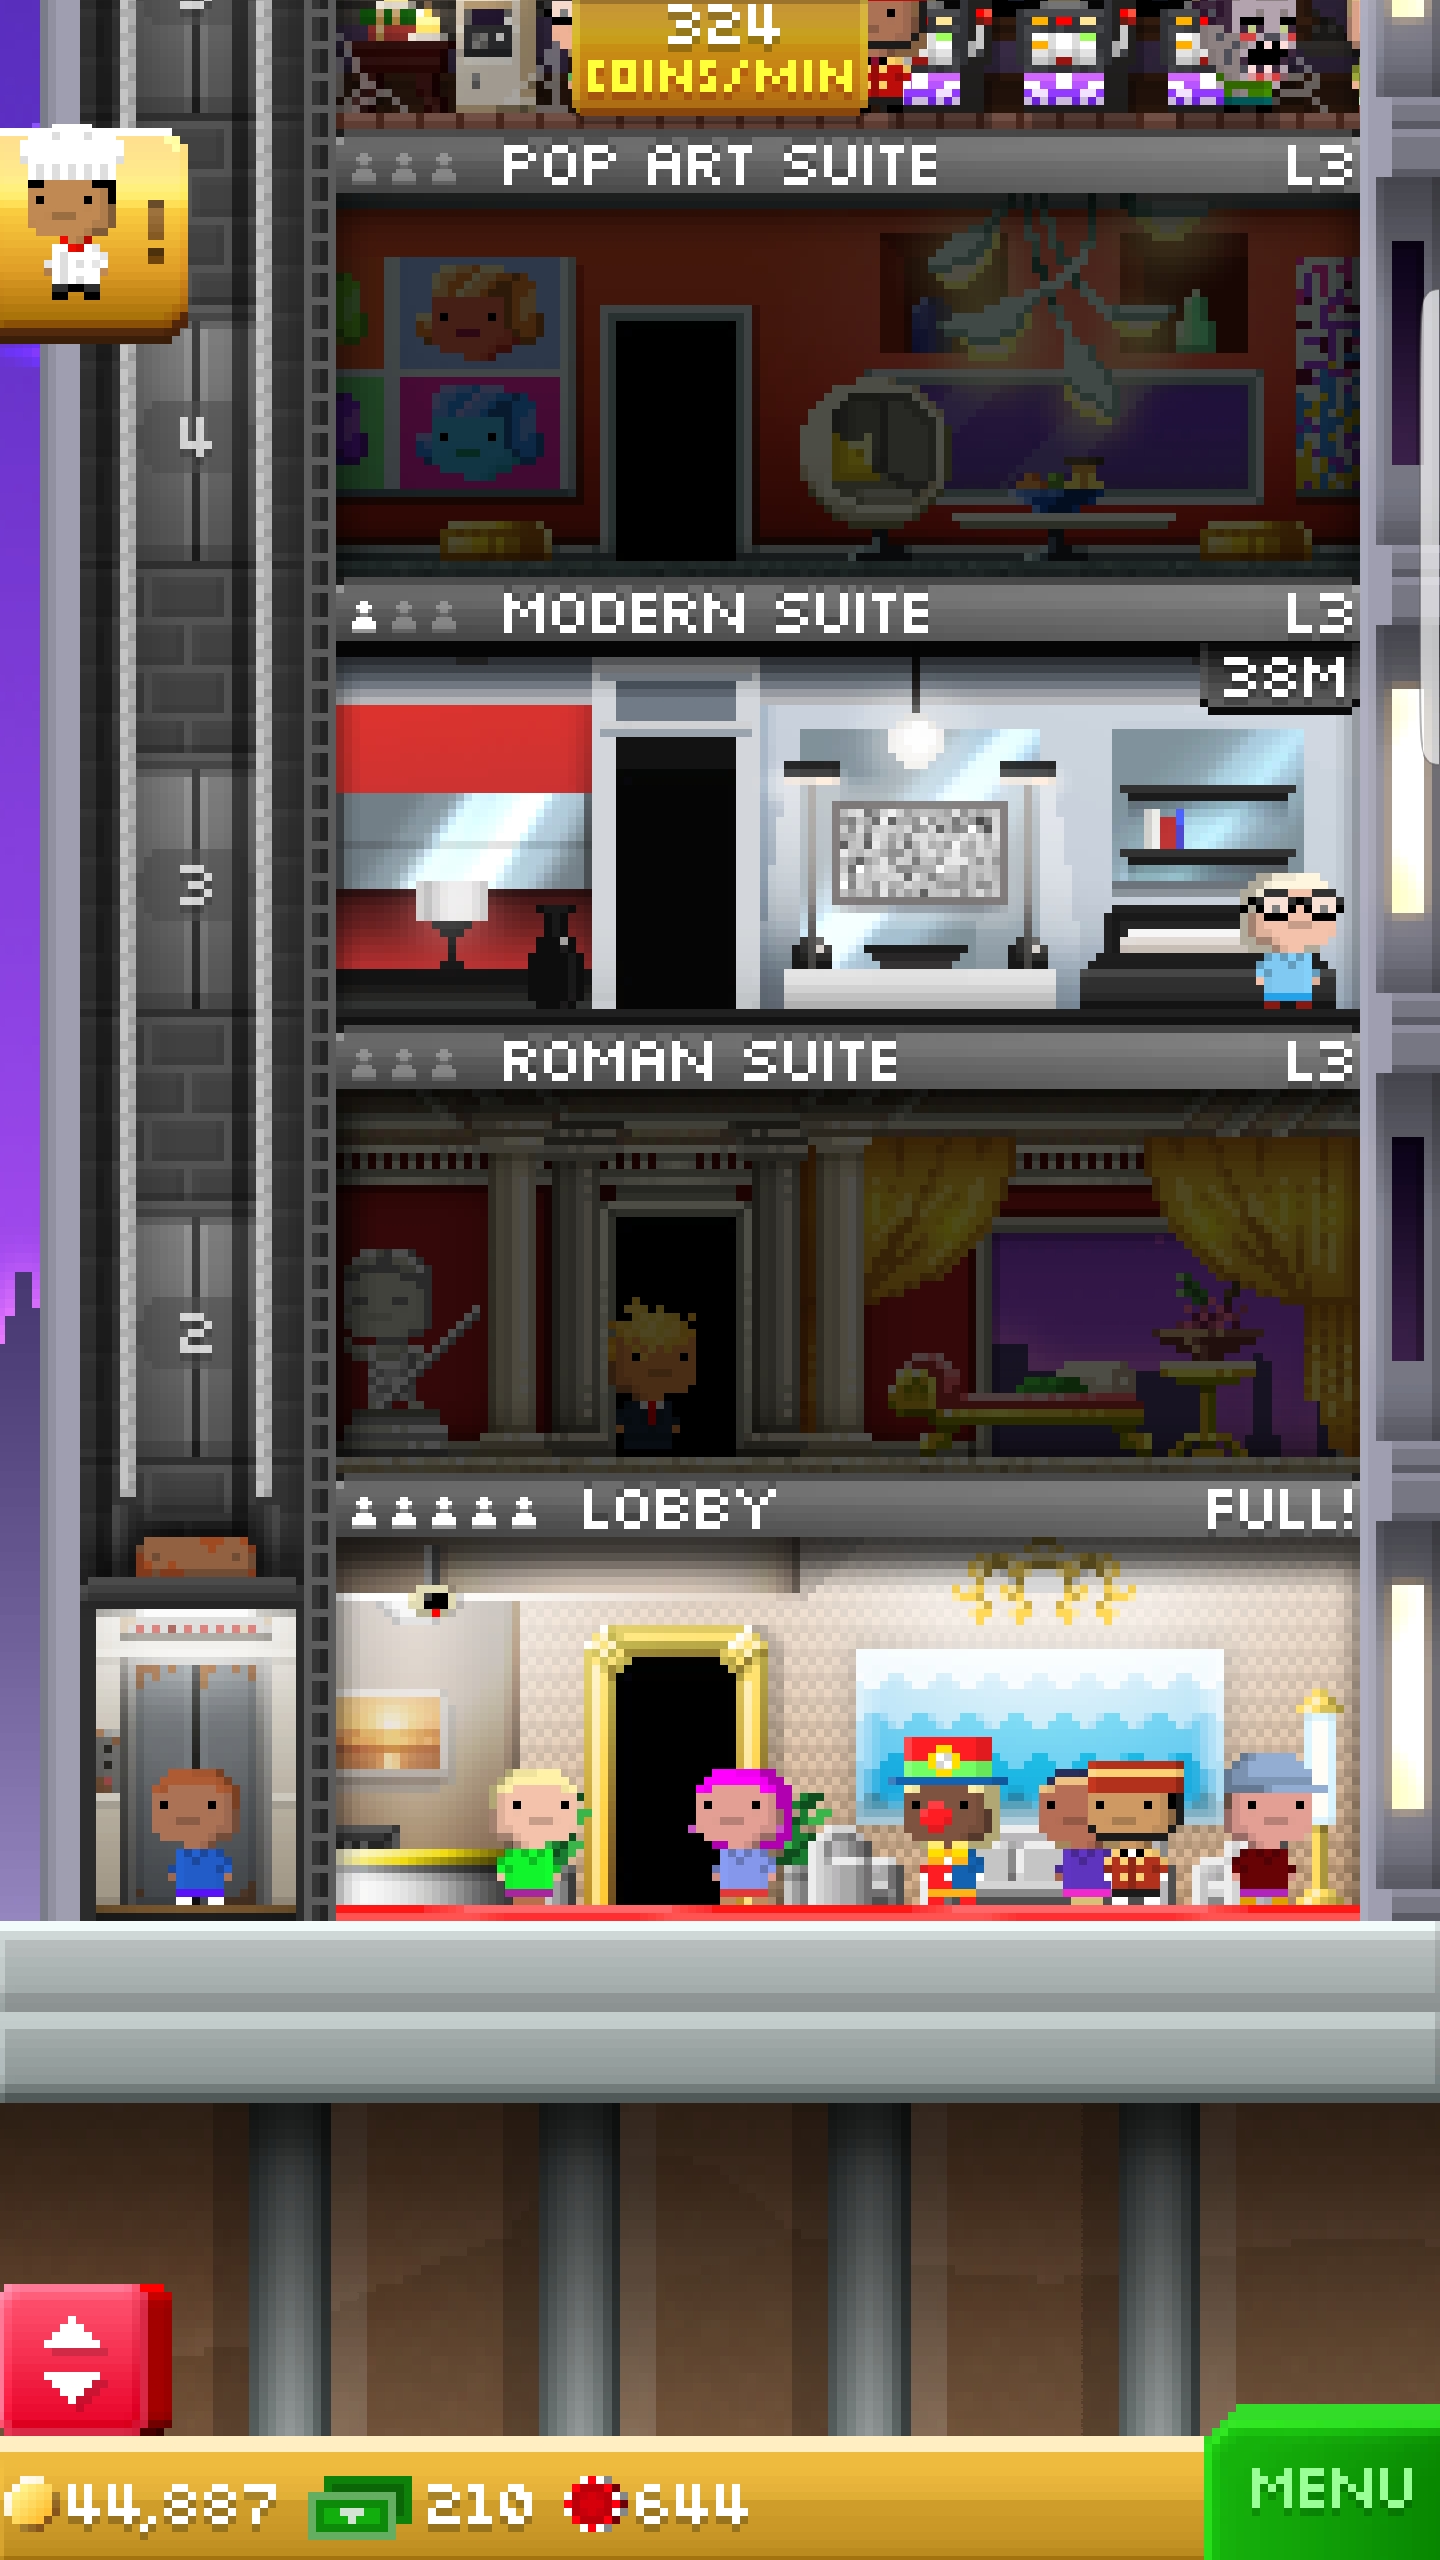 324
COINS/MIN
POP ART SUITE L3
!
4
MODERN SUITE L3
38M
3
ROMAN SUITE L3
2
LOBBY FULL!
44,887 210 644
MENU